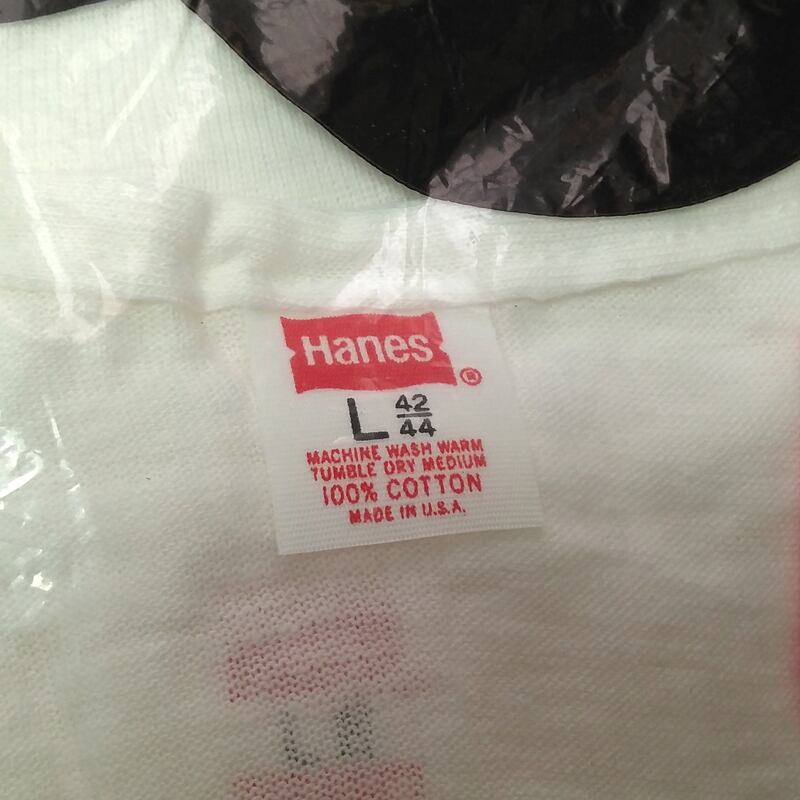 Hanes®
L 42/44
MACHINE WASH WARM
TUMBLE DRY MEDIUM
100% COTTON
MADE IN U.S.A.